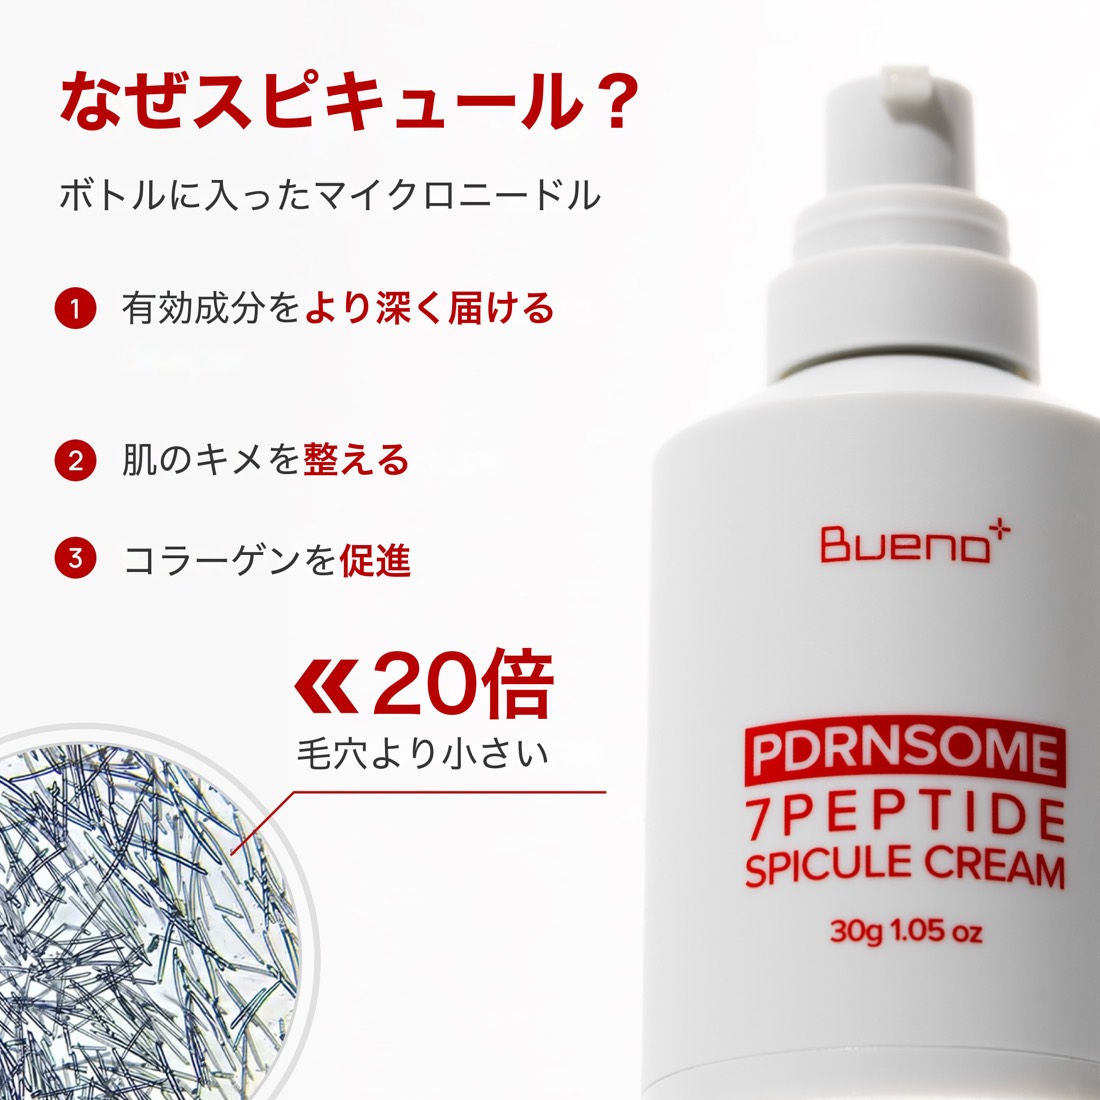 なぜスピキュール？
ボトルに入ったマイクロニードル
1 有効成分をより深く届ける
2 肌のキメを整える
3 コラーゲンを促進
«20倍
毛穴より小さい
Bueno+
PDRNSOME
7PEPTIDE
SPICULE CREAM
30g 1.05 oz